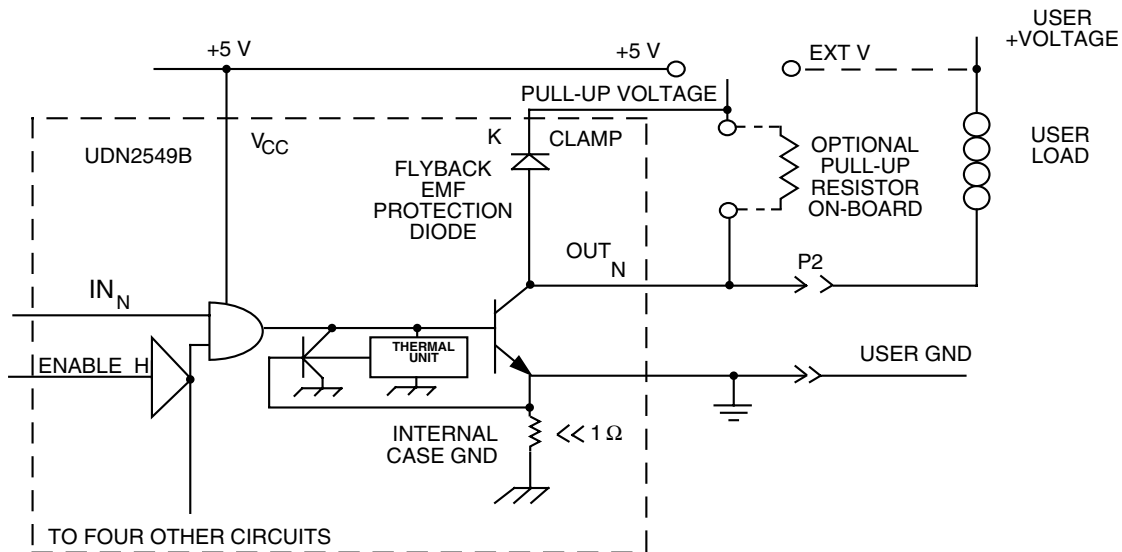 USER
+VOLTAGE
+5 V
+5 V
EXT V
PULL-UP VOLTAGE
UDN2549B
VCC
K
CLAMP
FLYBACK
EMF
PROTECTION
DIODE
OPTIONAL
PULL-UP
RESISTOR
ON-BOARD
USER
LOAD
OUT N
P2
IN N
THERMAL
UNIT
ENABLE H
USER GND
INTERNAL
CASE GND
<< 1 Ω
TO FOUR OTHER CIRCUITS